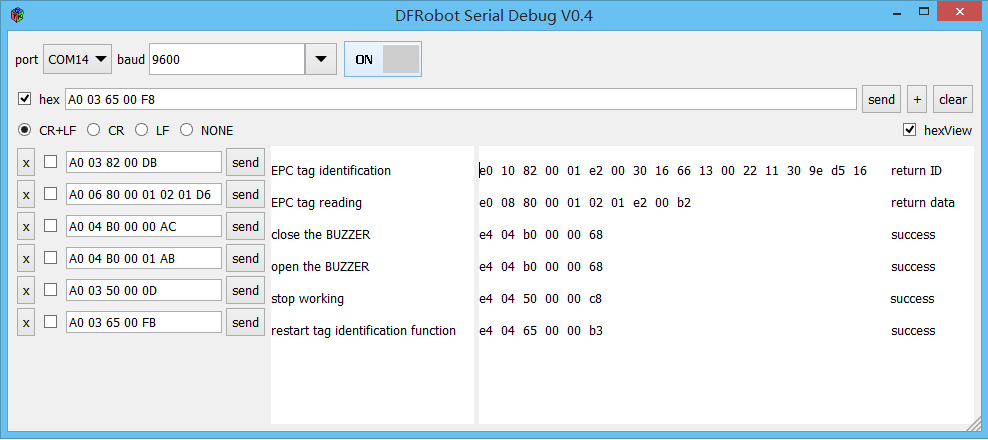 DFRobot Serial Debug V0.4
port COM14 baud 9600 ON
hex A0 03 65 00 F8 send + clear
CR+LF CR LF NONE hexView
x A0 03 82 00 DB send EPC tag identification e0 10 82 00 01 e2 00 30 16 66 13 00 22 11 30 9e d5 16 return ID
x A0 06 80 00 01 02 01 D6 send EPC tag reading e0 08 80 00 01 02 01 e2 00 b2 return data
x A0 04 B0 00 00 AC send close the BUZZER e4 04 b0 00 00 68 success
x A0 04 B0 00 01 AB send open the BUZZER e4 04 b0 00 00 68 success
x A0 03 50 00 0D send stop working e4 04 50 00 00 c8 success
x A0 03 65 00 FB send restart tag identification function e4 04 65 00 00 b3 success